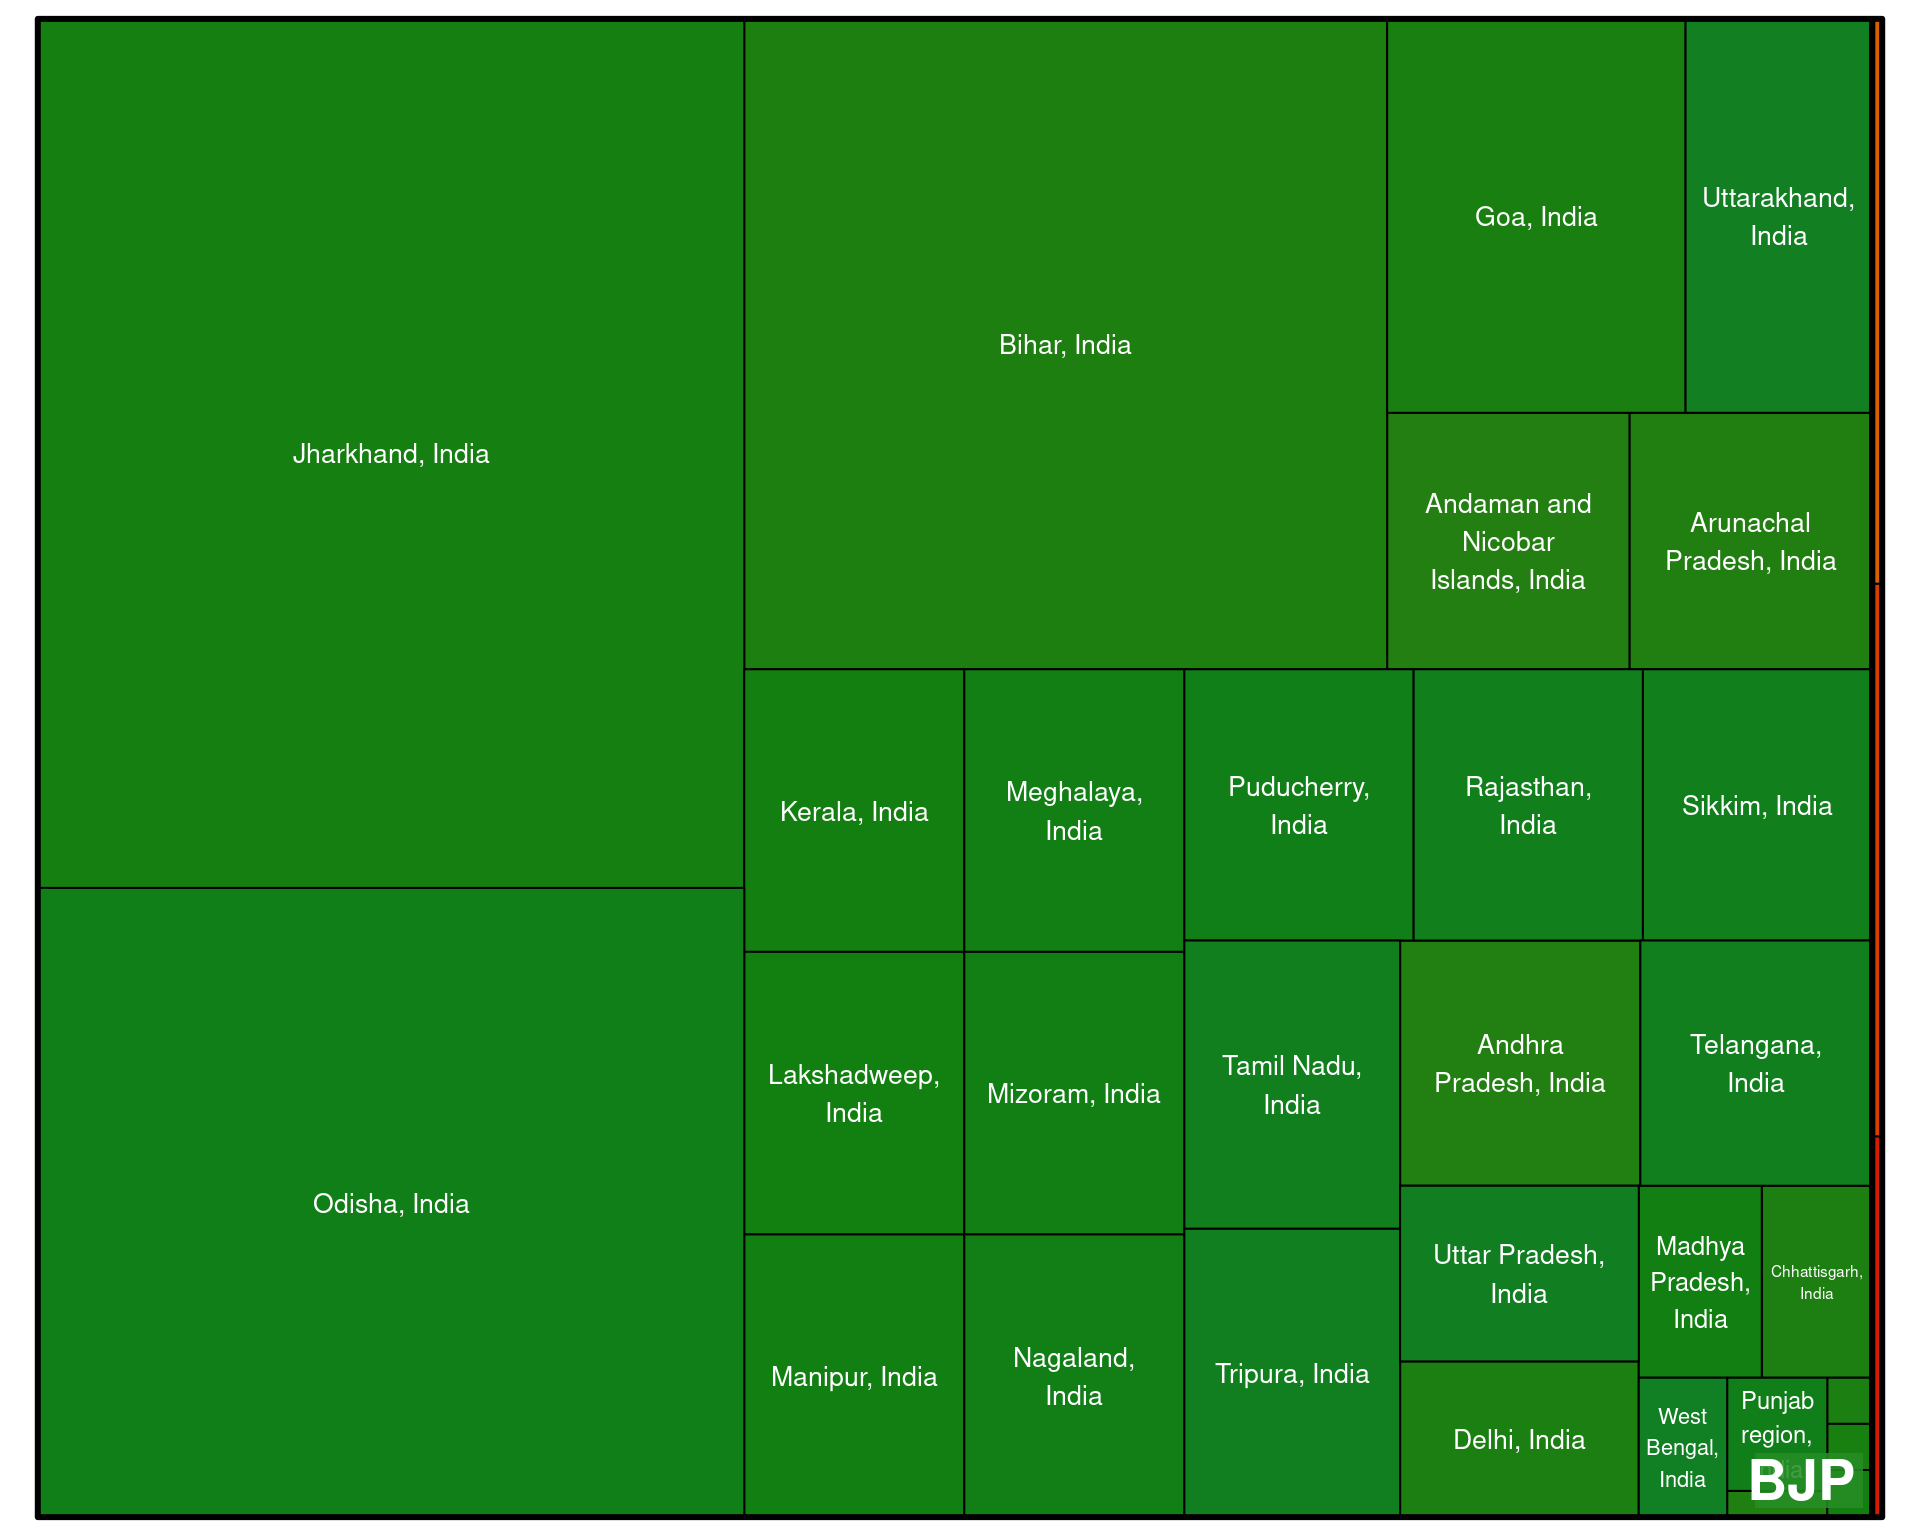 Jharkhand, India
Odisha, India
Bihar, India
Goa, India
Uttarakhand,
India
Andaman and
Nicobar
Islands, India
Arunachal
Pradesh, India
Kerala, India
Meghalaya,
India
Puducherry,
India
Rajasthan,
India
Sikkim, India
Lakshadweep,
India
Mizoram, India
Tamil Nadu,
India
Andhra
Pradesh, India
Telangana,
India
Manipur, India
Nagaland,
India
Tripura, India
Uttar Pradesh,
India
Madhya
Pradesh,
India
Chhattisgarh,
India
Delhi, India
West
Bengal,
India
Punjab
region,
BJP